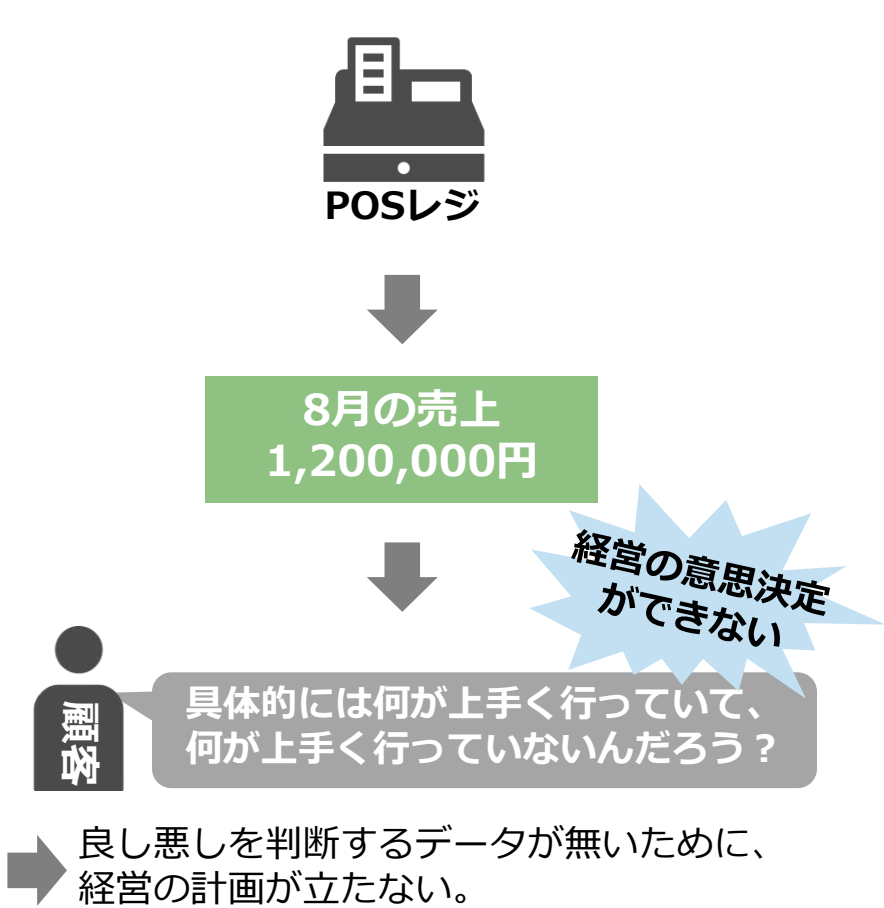 POSレジ
8月の売上
1,200,000円
経営の意思決定
ができない
顧客
具体的には何が上手く行っていて、
何が上手く行っていないんだろう？
良し悪しを判断するデータが無いために、
経営の計画が立たない。